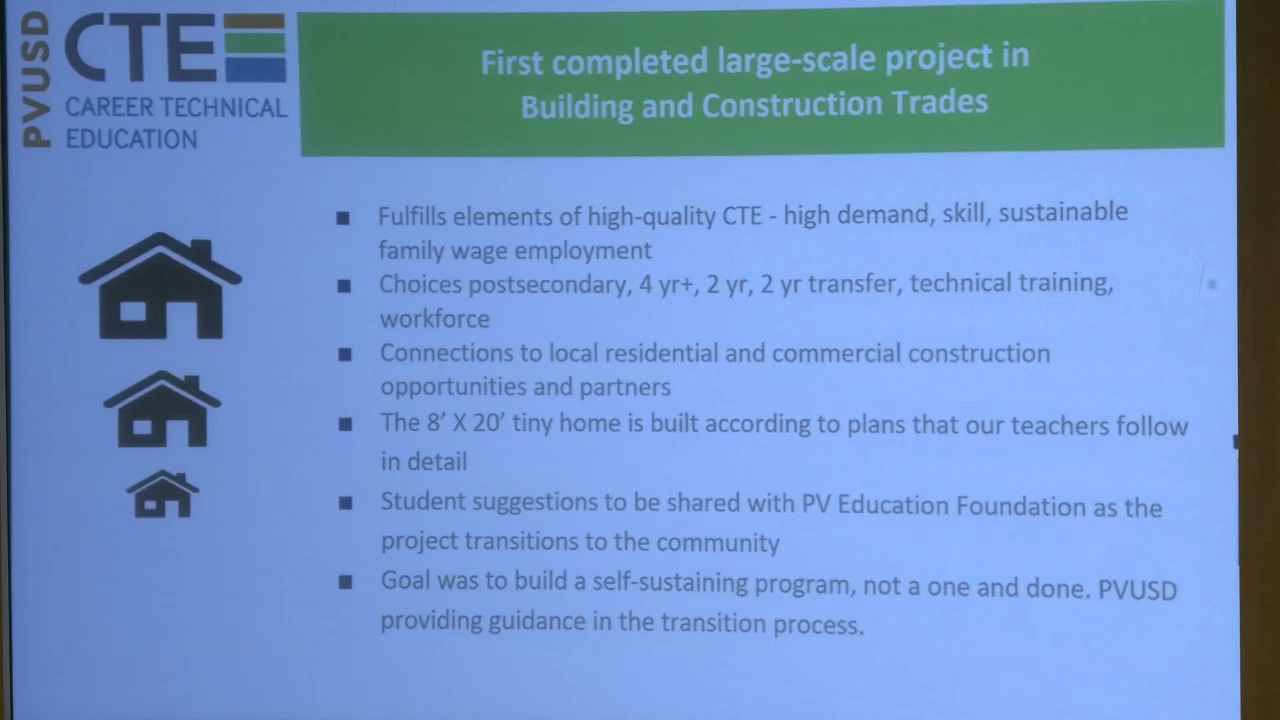 PVUSD
CTE
CAREER TECHNICAL
EDUCATION
First completed large-scale project in
Building and Construction Trades
Fulfills elements of high-quality CTE - high demand, skill, sustainable
family wage employment
Choices postsecondary, 4 yr+, 2 yr, 2 yr transfer, technical training,
workforce
Connections to local residential and commercial construction
opportunities and partners
The 8’ X 20’ tiny home is built according to plans that our teachers follow
in detail
Student suggestions to be shared with PV Education Foundation as the
project transitions to the community
Goal was to build a self-sustaining program, not a one and done. PVUSD
providing guidance in the transition process.